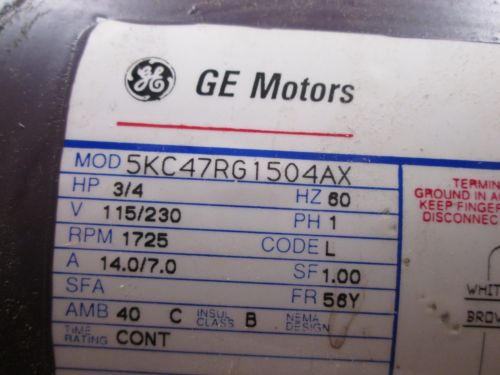 GE GE Motors
MOD 5KC47RG1504AX
HP 3/4 HZ 60
V 115/230 PH 1
RPM 1725 CODE L
A 14.0/7.0 SF 1.00
SFA FR 56Y
AMB 40 C INSUL CLASS B NEMA DESIGN
TIME RATING CONT
TERMIN
GROUND IN A
KEEP FINGER
DISCONNEC
WHIT
BROW